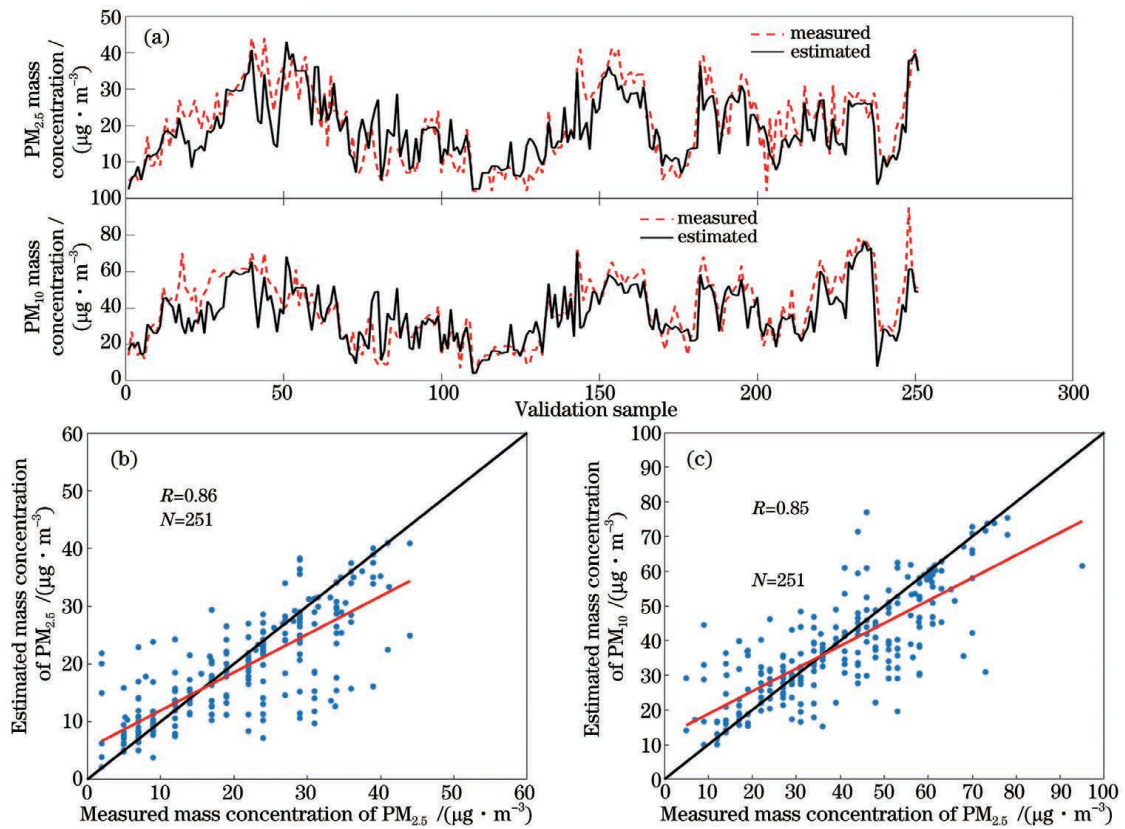 (a)
measured
estimated
PM2.5 mass
concentration /
(μg · m−3)
50
40
30
20
10
100
measured
estimated
PM10 mass
concentration /
(μg · m−3)
80
60
40
20
0
0 50 100 150 200 250 300
Validation sample
(b)
R=0.86
N=251
Estimated mass concentration
of PM2.5 /(μg · m−3)
60
50
40
30
20
10
0
0 10 20 30 40 50 60
Measured mass concentration of PM2.5 /(μg · m−3)
(c)
R=0.85
N=251
Estimated mass concentration
of PM10 /(μg · m−3)
100
90
80
70
60
50
40
30
20
10
0
0 10 20 30 40 50 60 70 80 90 100
Measured mass concentration of PM2.5 /(μg · m−3)